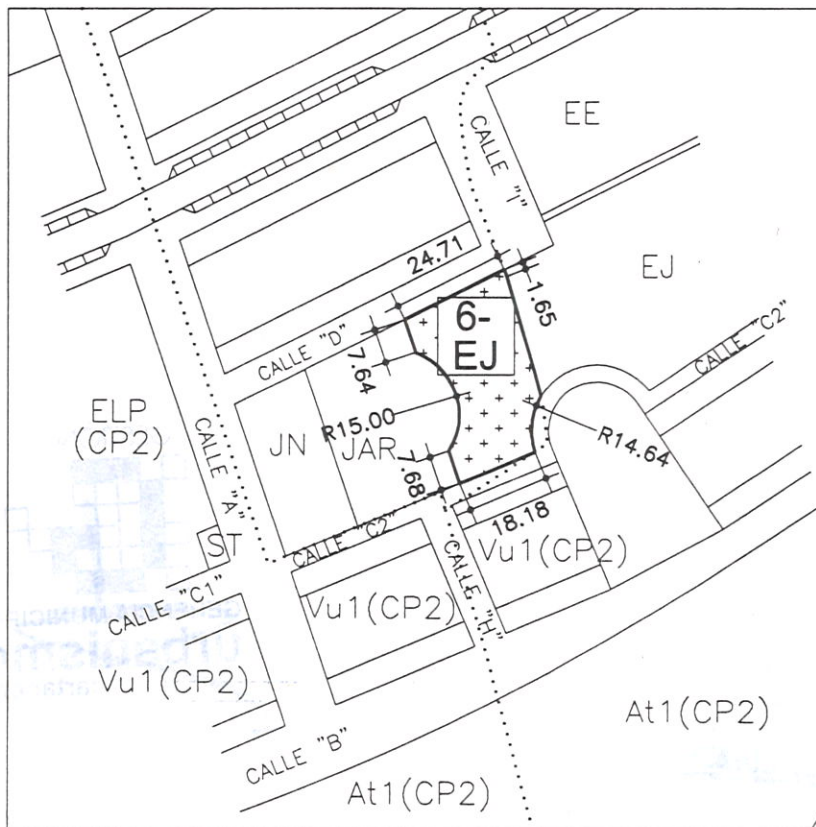 EE
CALLE "I"
24.71
EJ
6-
EJ
1.65
CALLE "D"
7.64
CALLE "C2"
ELP
(CP2)
JN
R15.00
JAR
R14.64
CALLE "A"
7.68
18.18
ST
CALLE "C2"
Vu1(CP2)
CALLE "C1"
Vu1(CP2)
CALLE "H"
Vu1(CP2)
At1(CP2)
CALLE "B"
At1(CP2)